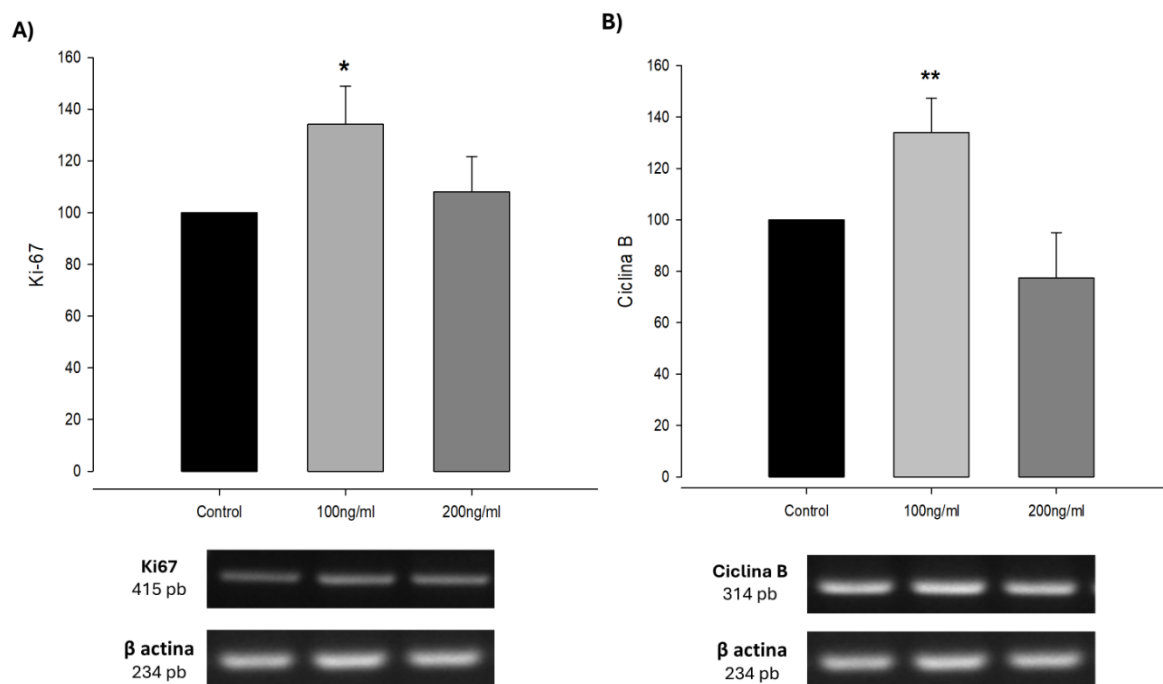 A)
160
140
120
100
80
60
40
20
0
Ki-67
*
Control
100ng/ml
200ng/ml
Ki67
415 pb
β actina
234 pb
B)
160
140
120
100
80
60
40
20
0
Ciclina B
**
Control
100ng/ml
200ng/ml
Ciclina B
314 pb
β actina
234 pb